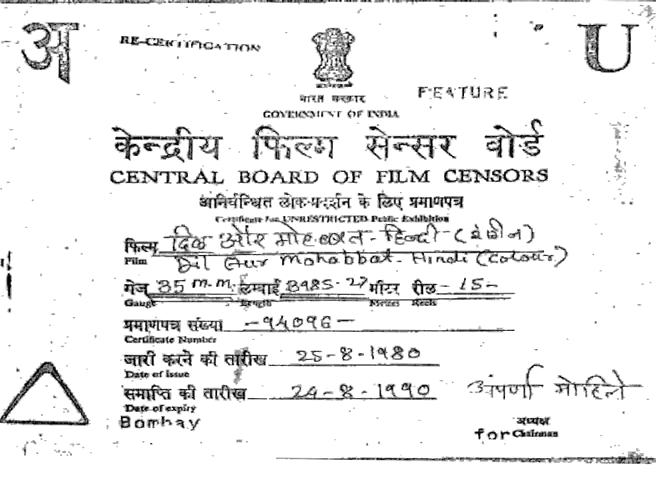 अ
RE-CERTIFICATION
U
भारत सरकार
FEATURE
GOVERNMENT OF INDIA
केन्द्रीय फिल्म सेन्सर बोर्ड
CENTRAL BOARD OF FILM CENSORS
अनिर्यन्त्रित लोक-प्रदर्शन के लिए प्रमाणपत्र
Certificate for UNRESTRICTED Public Exhibition
फिल्म दिल और मोहब्बत - हिन्दी - (रंगीन)
Film Dil Aur Mohabbat - Hindi (Colour)
गेज 35 m.m. लम्बाई 3985.27 मीटर रील - 15 -
Gauge Length Metres Reels
प्रमाणपत्र संख्या - 94096 -
Certificate Number
जारी करने की तारीख 25-8-1980
Date of issue
समाप्ति की तारीख 24-8-1990
Date of expiry
Bombay
अपर्णा मोहिले
अध्यक्ष
for Chairman